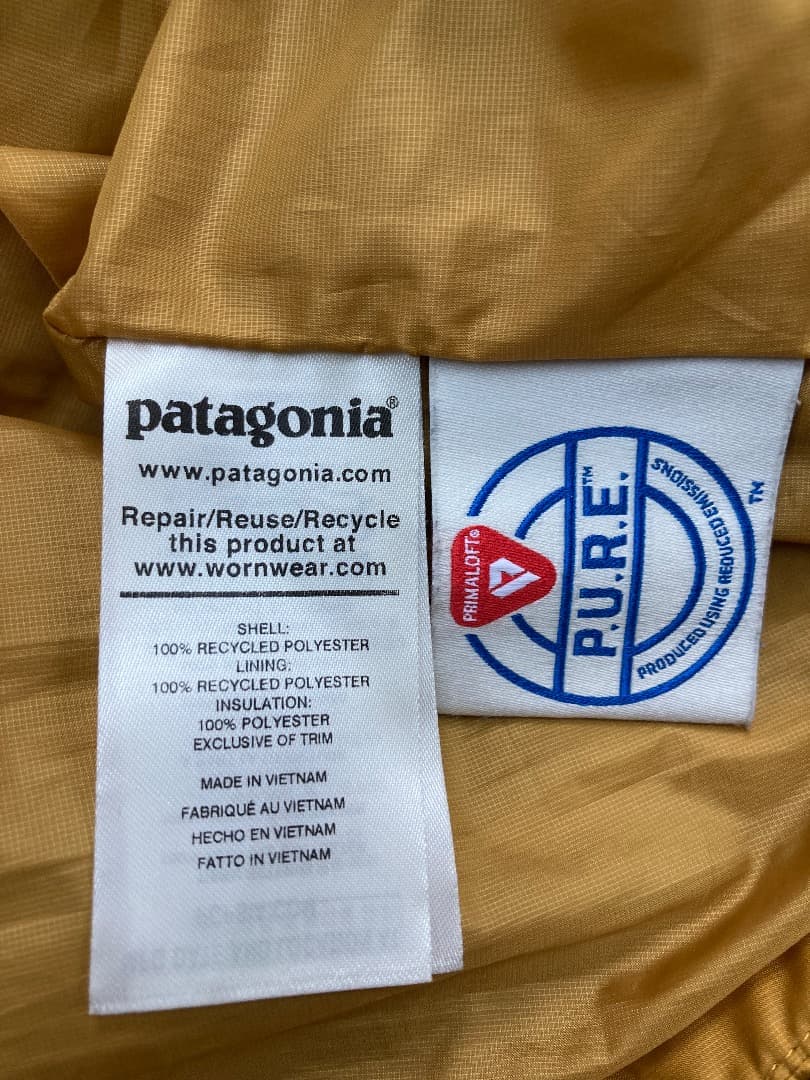 patagonia®
www.patagonia.com
Repair/Reuse/Recycle
this product at
www.wornwear.com
SHELL:
100% RECYCLED POLYESTER
LINING:
100% RECYCLED POLYESTER
INSULATION:
100% POLYESTER
EXCLUSIVE OF TRIM
MADE IN VIETNAM
FABRIQUÉ AU VIETNAM
HECHO EN VIETNAM
FATTO IN VIETNAM
PRIMALOFT®
P.U.R.E.™
PRODUCED USING REDUCED EMISSIONS
™